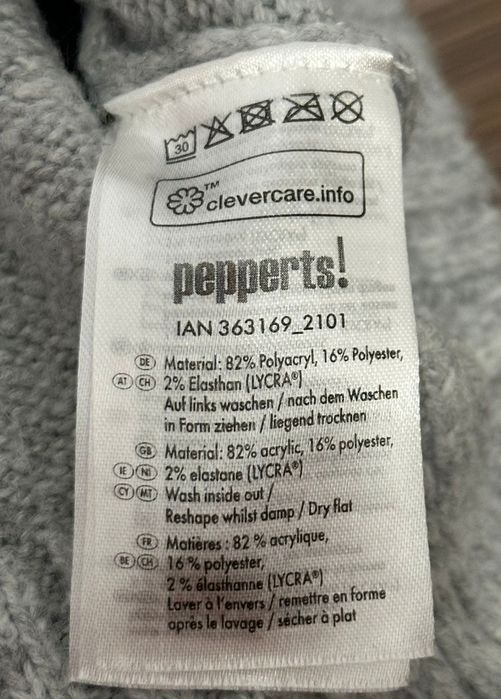 30
™
clevercare.info
pepperts!
IAN 363169_2101
DE Material: 82% Polyacryl, 16% Polyester,
AT CH 2% Elasthan (LYCRA®)
Auf links waschen / nach dem Waschen
in Form ziehen / liegend trocknen
GB Material: 82% acrylic, 16% polyester,
IE NI 2% elastane (LYCRA®)
CY MT Wash inside out /
Reshape whilst damp / Dry flat
FR Matières : 82 % acrylique,
BE CH 16 % polyester,
2 % élasthanne (LYCRA®)
Laver à l'envers / remettre en forme
après le lavage / sécher à plat